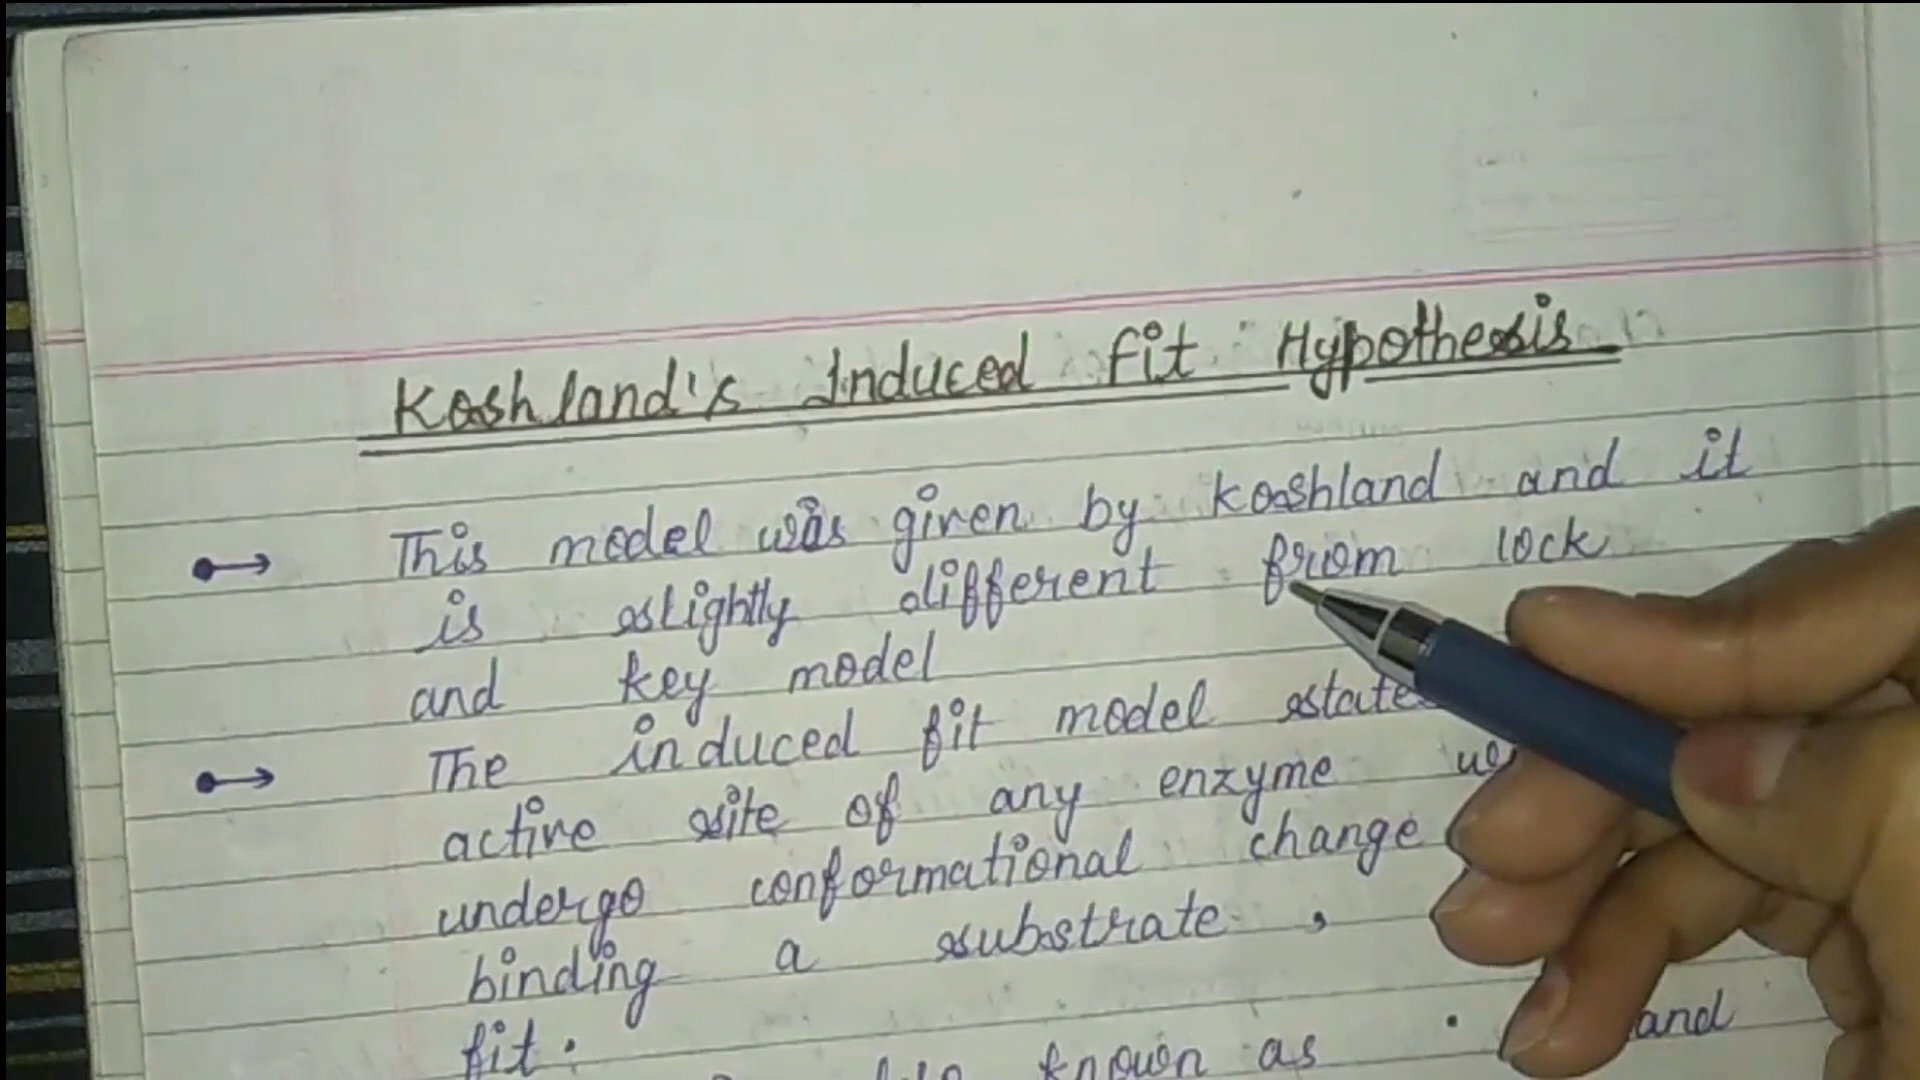 Koshland's Induced fit Hypothesis
This model was given by Koshland and it
is slightly different from lock
and key model
The induced fit model state
active site of any enzyme
undergo conformational change
binding a substrate,
fit.
known as and